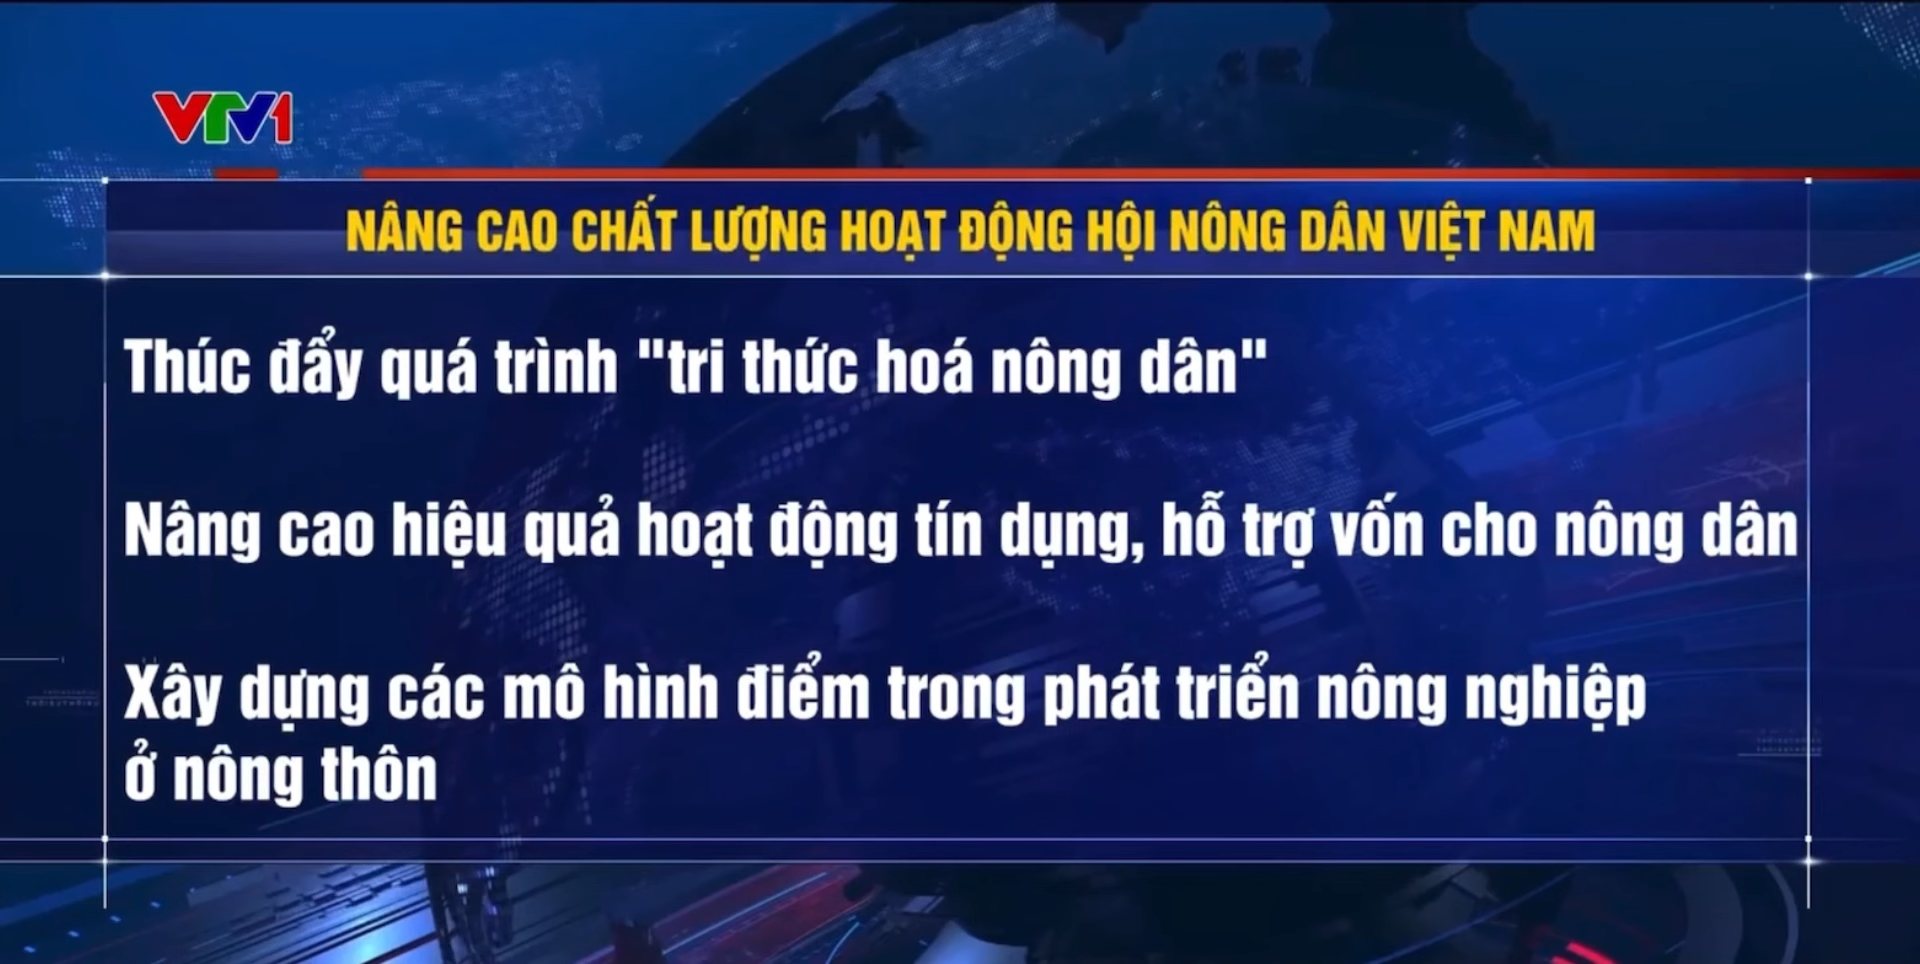 VTV1
NÂNG CAO CHẤT LƯỢNG HOẠT ĐỘNG HỘI NÔNG DÂN VIỆT NAM
Thúc đẩy quá trình "tri thức hoá nông dân"
Nâng cao hiệu quả hoạt động tín dụng, hỗ trợ vốn cho nông dân
Xây dựng các mô hình điểm trong phát triển nông nghiệp
ở nông thôn